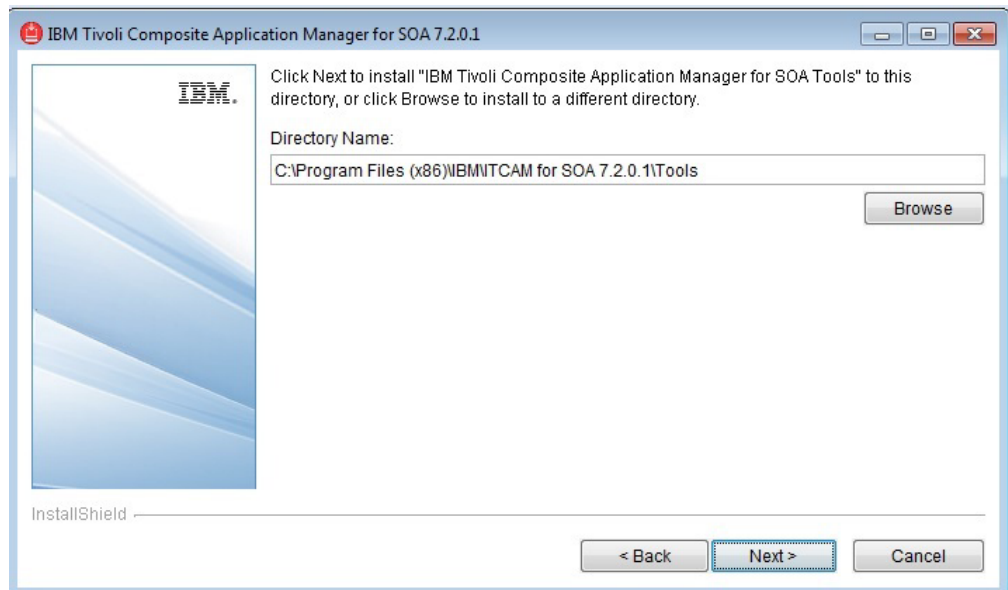 IBM Tivoli Composite Application Manager for SOA 7.2.0.1
IBM.
Click Next to install "IBM Tivoli Composite Application Manager for SOA Tools" to this
directory, or click Browse to install to a different directory.
Directory Name:
C:\Program Files (x86)\IBM\ITCAM for SOA 7.2.0.1\Tools
Browse
InstallShield
< Back
Next >
Cancel